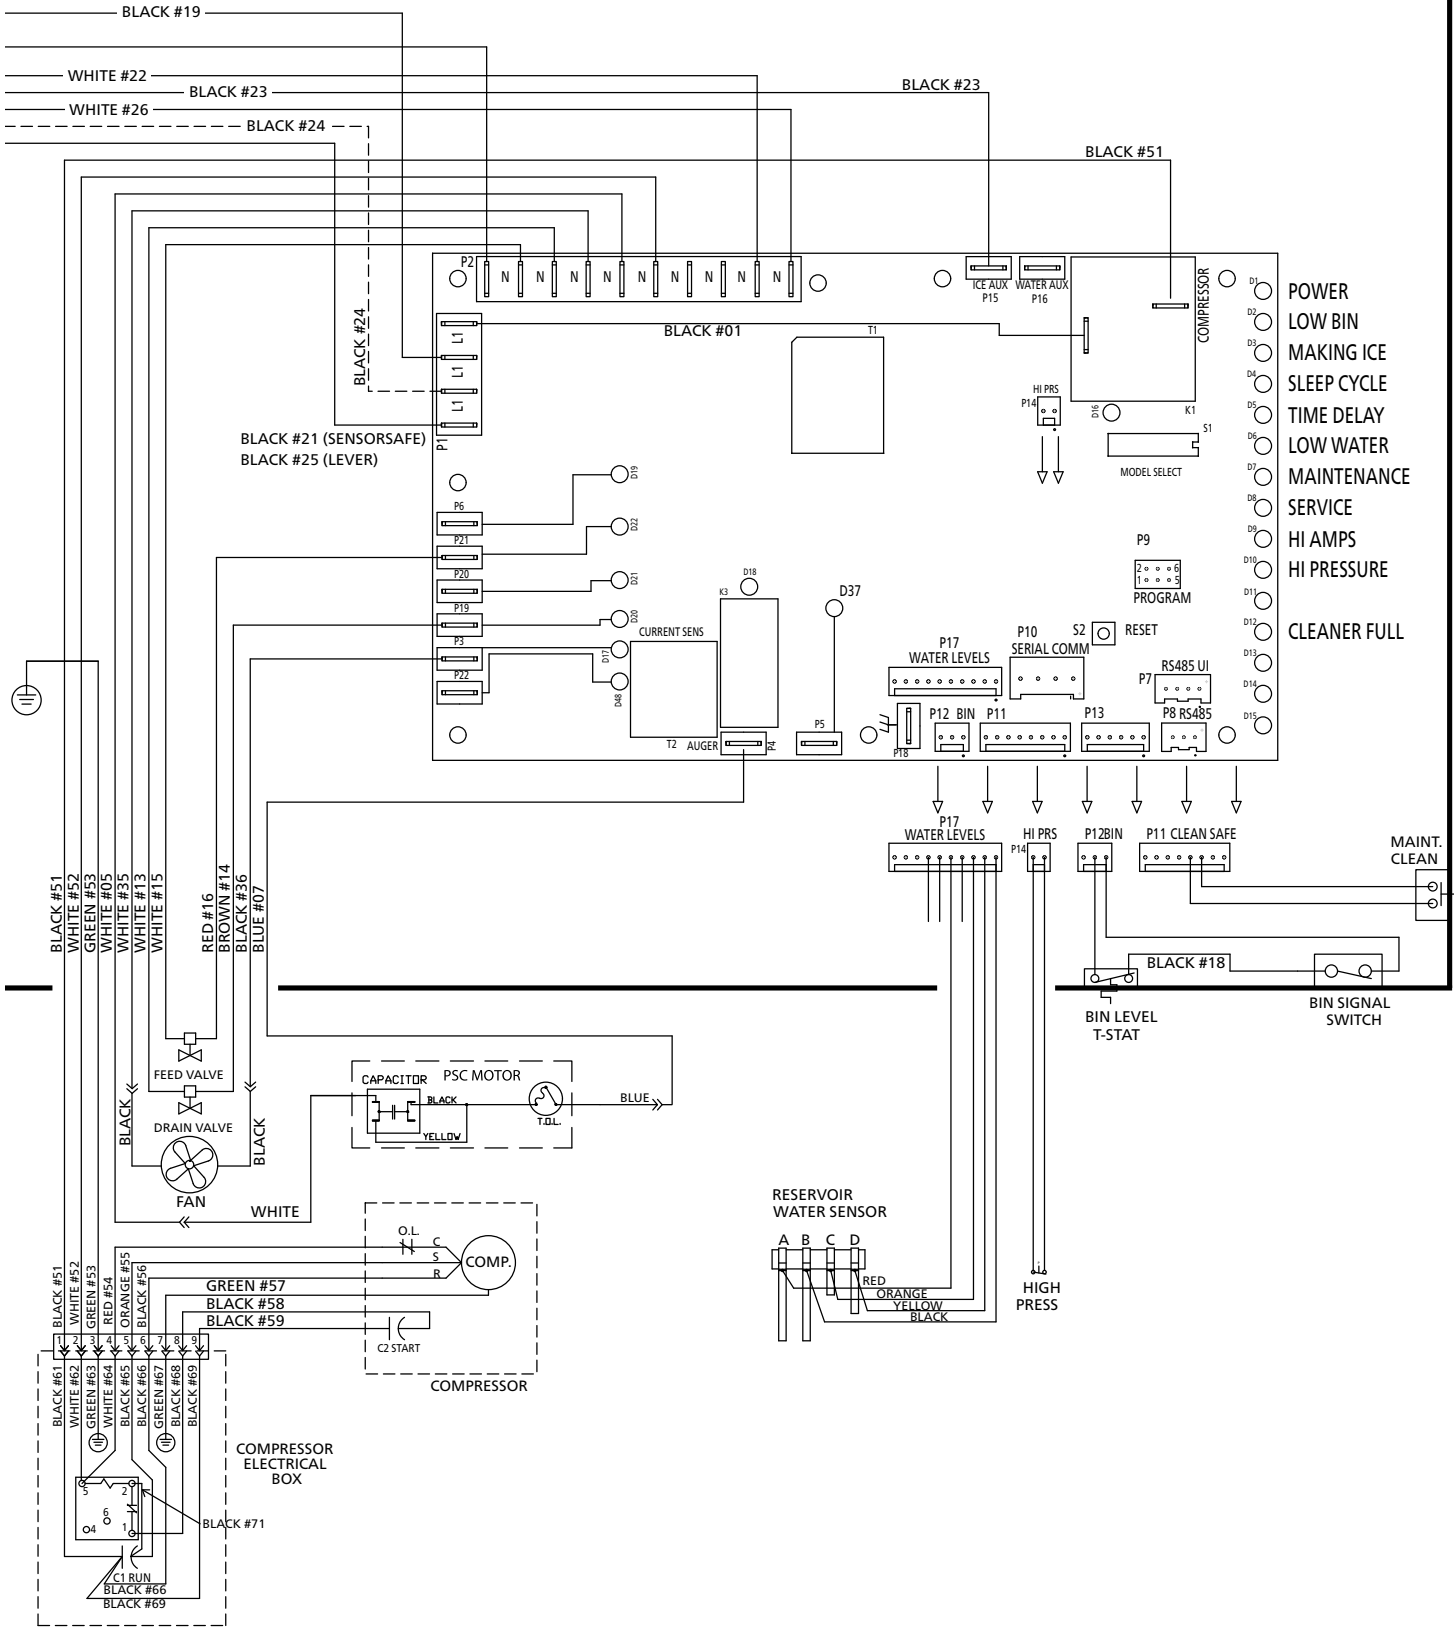 BLACK #19
WHITE #22
BLACK #23
BLACK #23
WHITE #26
BLACK #24
BLACK #51
P2
N N N N N N N N N
ICE AUX
P15
WATER AUX
P16
COMPRESSOR
K1
D1 POWER
D2 LOW BIN
D3 MAKING ICE
D4 SLEEP CYCLE
D5 TIME DELAY
D6 LOW WATER
D7 MAINTENANCE
D8 SERVICE
D9 HI AMPS
D10 HI PRESSURE
D11
D12 CLEANER FULL
D13
D14
D15
BLACK #24
L1
L1
L1
P1
BLACK #01
T1
HI PRS
P14
D16
S1
MODEL SELECT
BLACK #21 (SENSORSAFE)
BLACK #25 (LEVER)
P6
P21
P20
P19
P3
P22
D19
D22
D21
D20
D17
D48
CURRENT SENS
T2
K3
D18
AUGER
P4
D37
P5
P9
2 6
1 5
PROGRAM
S2 RESET
P17
WATER LEVELS
P10
SERIAL COMM
RS485 UI
P7
P18
P12 BIN
P11
P13
P8 RS485
P17
WATER LEVELS
HI PRS
P14
P12BIN
P11 CLEAN SAFE
MAINT.
CLEAN
BLACK #51
WHITE #52
GREEN #53
WHITE #05
WHITE #35
WHITE #13
WHITE #15
RED #16
BROWN #14
BLACK #36
BLUE #07
BLACK #18
BIN LEVEL
T-STAT
BIN SIGNAL
SWITCH
FEED VALVE
DRAIN VALVE
BLACK
BLACK
FAN
CAPACITOR
PSC MOTOR
BLACK
YELLOW
T.O.L.
BLUE
WHITE
O.L.
C
S
R
COMP.
C2 START
COMPRESSOR
GREEN #57
BLACK #58
BLACK #59
BLACK #51
WHITE #52
GREEN #53
RED #54
ORANGE #55
BLACK #56
1 2 3 4 5 6 7 8 9
BLACK #61
WHITE #62
GREEN #63
WHITE #64
BLACK #65
BLACK #66
GREEN #67
BLACK #68
BLACK #69
COMPRESSOR
ELECTRICAL
BOX
5 2
6
4 1
BLACK #71
C1 RUN
BLACK #66
BLACK #69
RESERVOIR
WATER SENSOR
A B C D
RED
ORANGE
YELLOW
BLACK
HIGH
PRESS